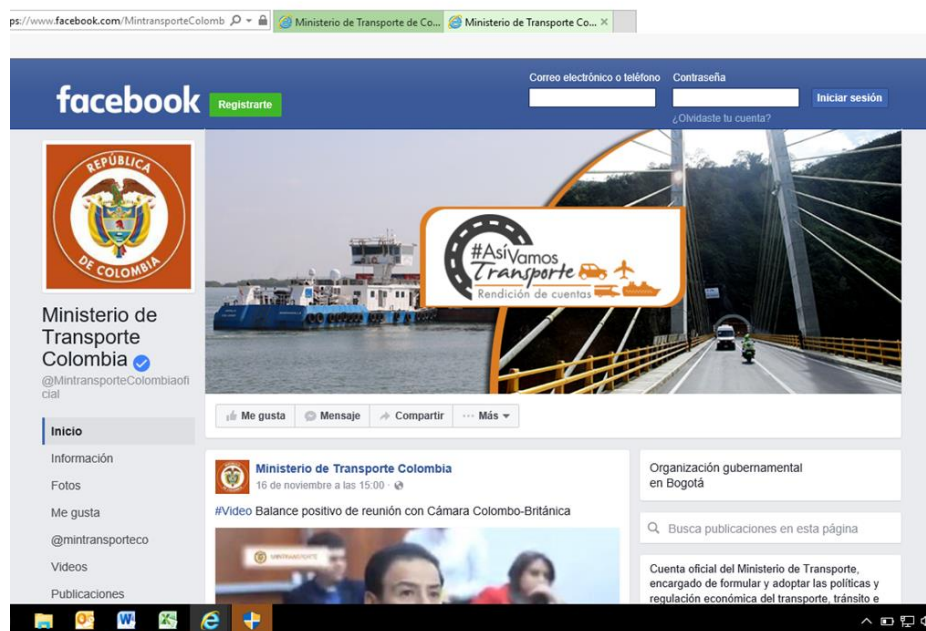 ps://www.facebook.com/MintransporteColomb
Ministerio de Transporte de Co...
Ministerio de Transporte Co...
Correo electrónico o teléfono
Contraseña
facebook
Registrarte
Iniciar sesión
¿Olvidaste tu cuenta?
REPÚBLICA
DE COLOMBIA
#AsíVamos
Transporte
Rendición de cuentas
Ministerio de
Transporte
Colombia
@MintransporteColombiaofi
cial
Me gusta
Mensaje
Compartir
··· Más
Inicio
Información
Fotos
Me gusta
@mintransporteco
Videos
Publicaciones
Ministerio de Transporte Colombia
16 de noviembre a las 15:00 ·
#Video Balance positivo de reunión con Cámara Colombo-Británica
MINTRANSPORTE
Organización gubernamental
en Bogotá
Busca publicaciones en esta página
Cuenta oficial del Ministerio de Transporte,
encargado de formular y adoptar las políticas y
regulación económica del transporte, tránsito e